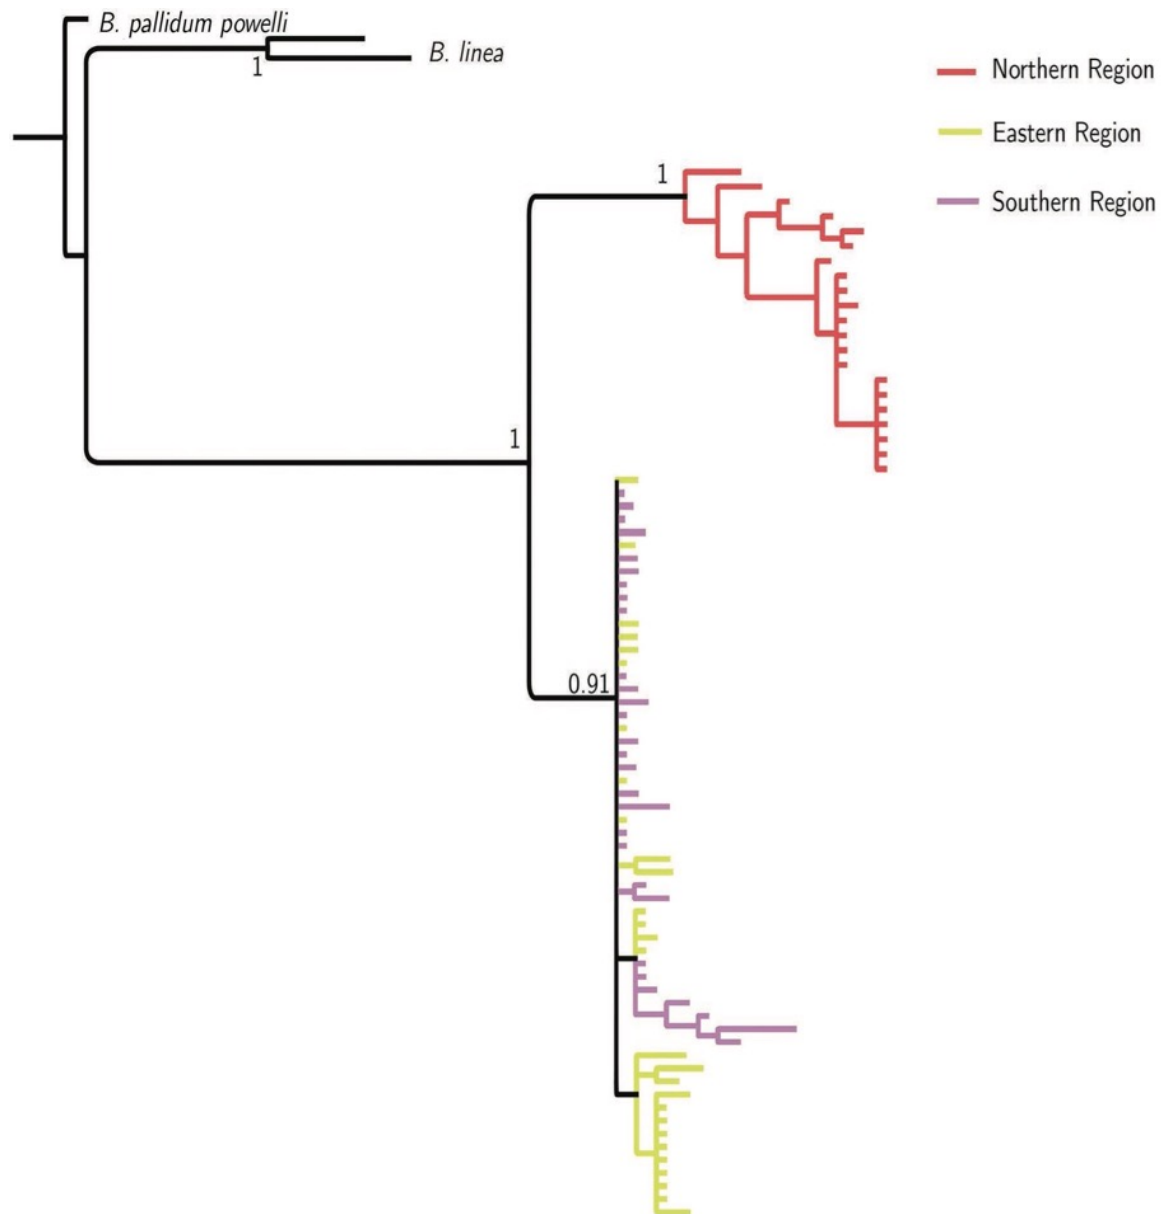 B. pallidum powelli
B. linea
1
Northern Region
Eastern Region
Southern Region
1
1
0.91